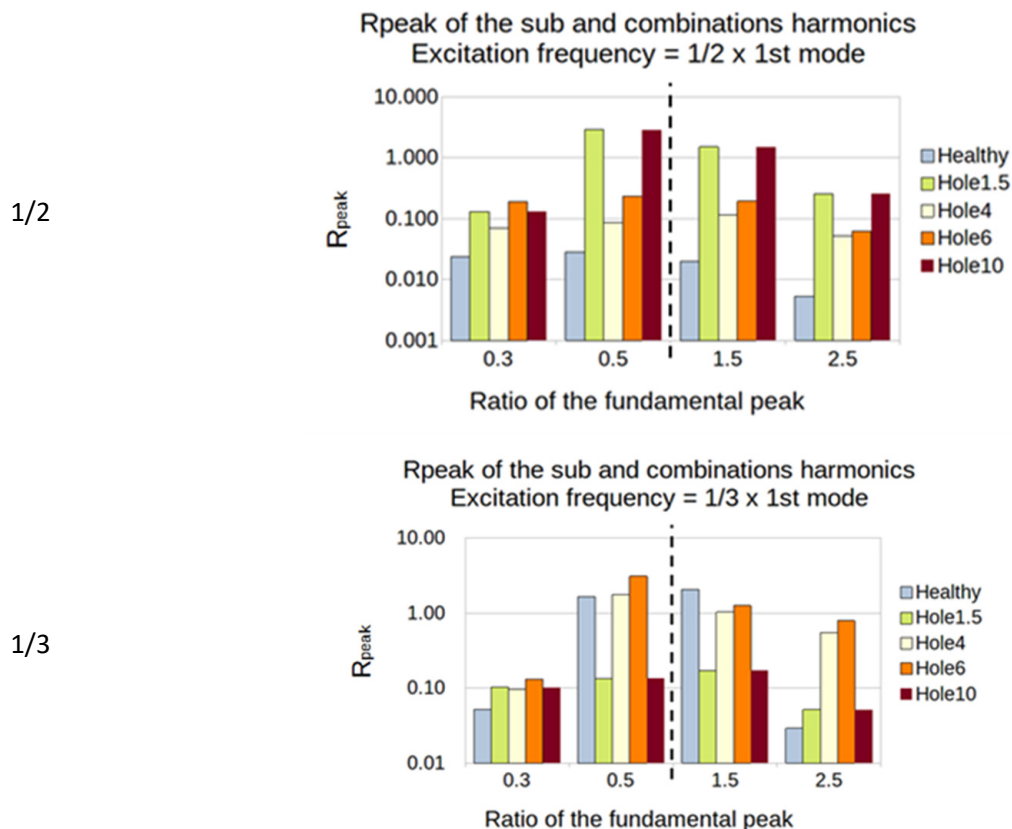 1/2
Rpeak of the sub and combinations harmonics
Excitation frequency = 1/2 x 1st mode
10.000
1.000
0.100
0.010
0.001
Rpeak
0.3 0.5 1.5 2.5
Ratio of the fundamental peak
Healthy
Hole1.5
Hole4
Hole6
Hole10
1/3
Rpeak of the sub and combinations harmonics
Excitation frequency = 1/3 x 1st mode
10.00
1.00
0.10
0.01
Rpeak
0.3 0.5 1.5 2.5
Ratio of the fundamental peak
Healthy
Hole1.5
Hole4
Hole6
Hole10